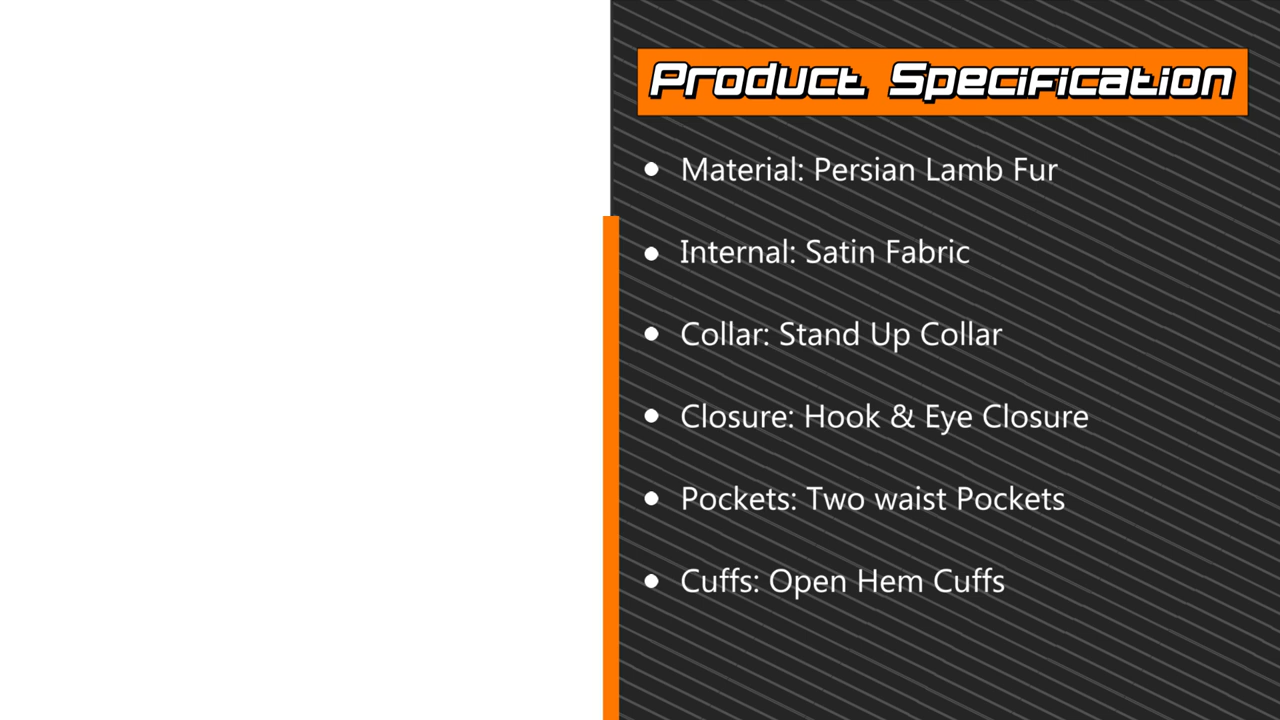 Product Specification
Material: Persian Lamb Fur
Internal: Satin Fabric
Collar: Stand Up Collar
Closure: Hook & Eye Closure
Pockets: Two waist Pockets
Cuffs: Open Hem Cuffs